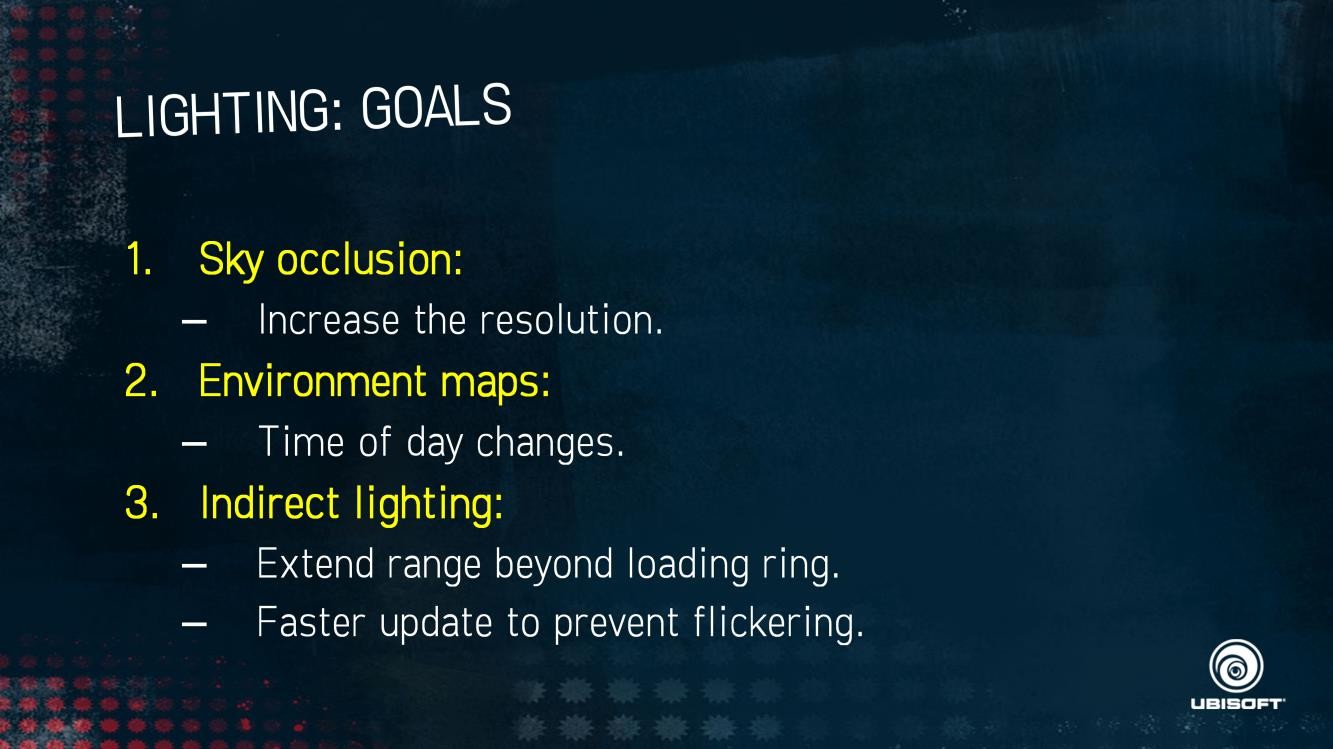 LIGHTING: GOALS
1. Sky occlusion:
– Increase the resolution.
2. Environment maps:
– Time of day changes.
3. Indirect lighting:
– Extend range beyond loading ring.
– Faster update to prevent flickering.
UBISOFT